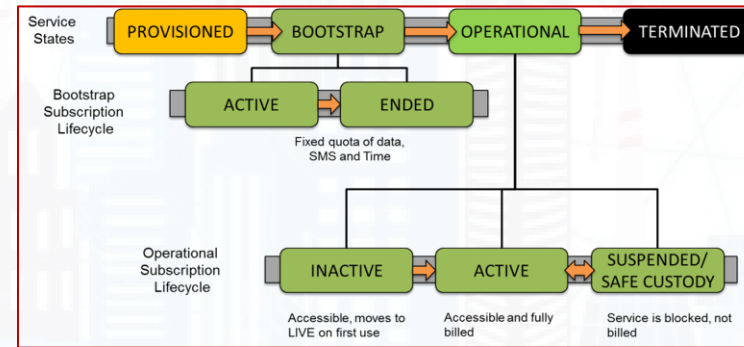 Service
States
PROVISIONED
BOOTSTRAP
OPERATIONAL
TERMINATED
Bootstrap
Subscription
Lifecycle
ACTIVE
ENDED
Fixed quota of data,
SMS and Time
Operational
Subscription
Lifecycle
INACTIVE
ACTIVE
SUSPENDED/
SAFE CUSTODY
Accessible, moves to
LIVE on first use
Accessible and fully
billed
Service is blocked, not
billed